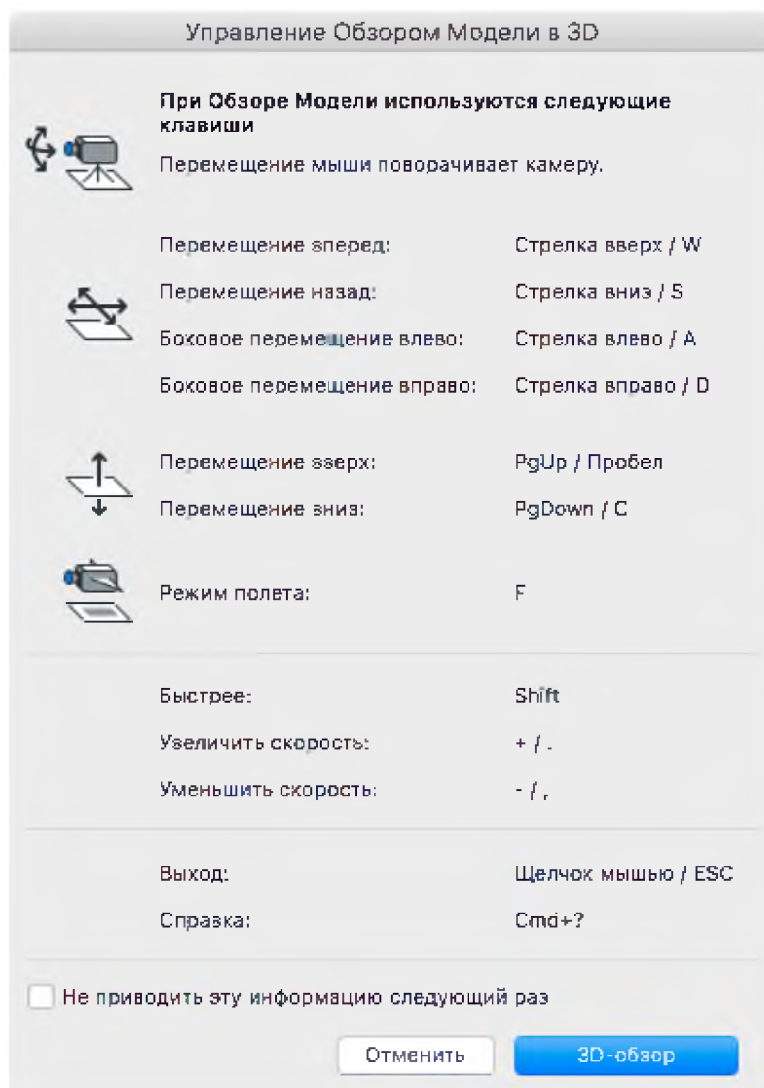 Управление Обзором Модели в 3D
При Обзоре Модели используются следующие
клавиши
Перемещение мыши поворачивает камеру.
Перемещение вперед: Стрелка вверх / W
Перемещение назад: Стрелка вниз / S
Боковое перемещение влево: Стрелка влево / A
Боковое перемещение вправо: Стрелка вправо / D
Перемещение вверх: PgUp / Пробел
Перемещение вниз: PgDown / C
Режим полета: F
Быстрее: Shift
Увеличить скорость: + / .
Уменьшить скорость: - / ,
Выход: Щелчок мышью / ESC
Справка: Cmd+?
Не приводить эту информацию следующий раз
Отменить 3D-обзор